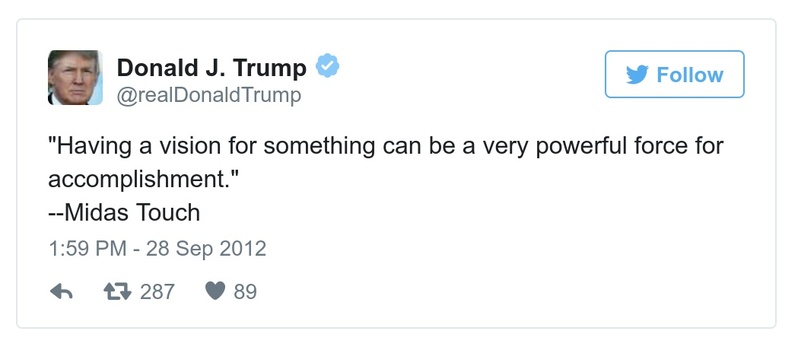 Donald J. Trump
Follow
@realDonaldTrump
"Having a vision for something can be a very powerful force for
accomplishment."
--Midas Touch
1:59 PM - 28 Sep 2012
287 89